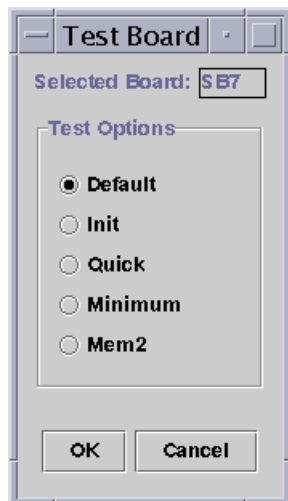 Test Board
Selected Board: SB7
Test Options
Default
Init
Quick
Minimum
Mem2
OK Cancel